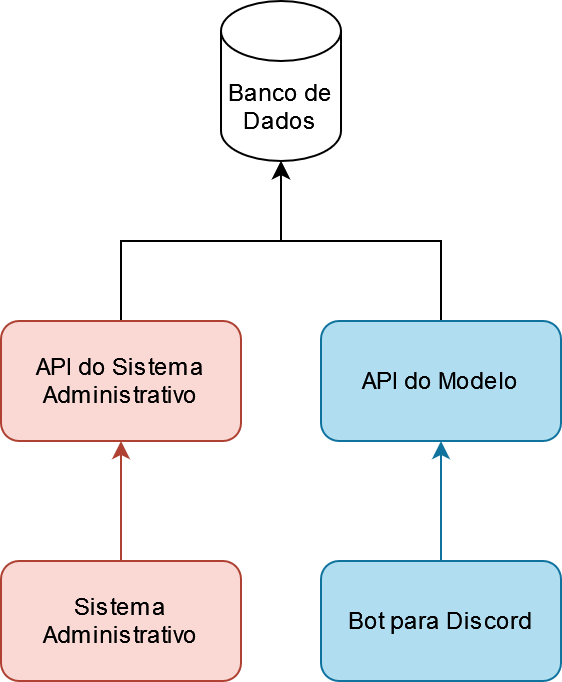 Banco de
Dados
API do Sistema
Administrativo
API do Modelo
Sistema
Administrativo
Bot para Discord